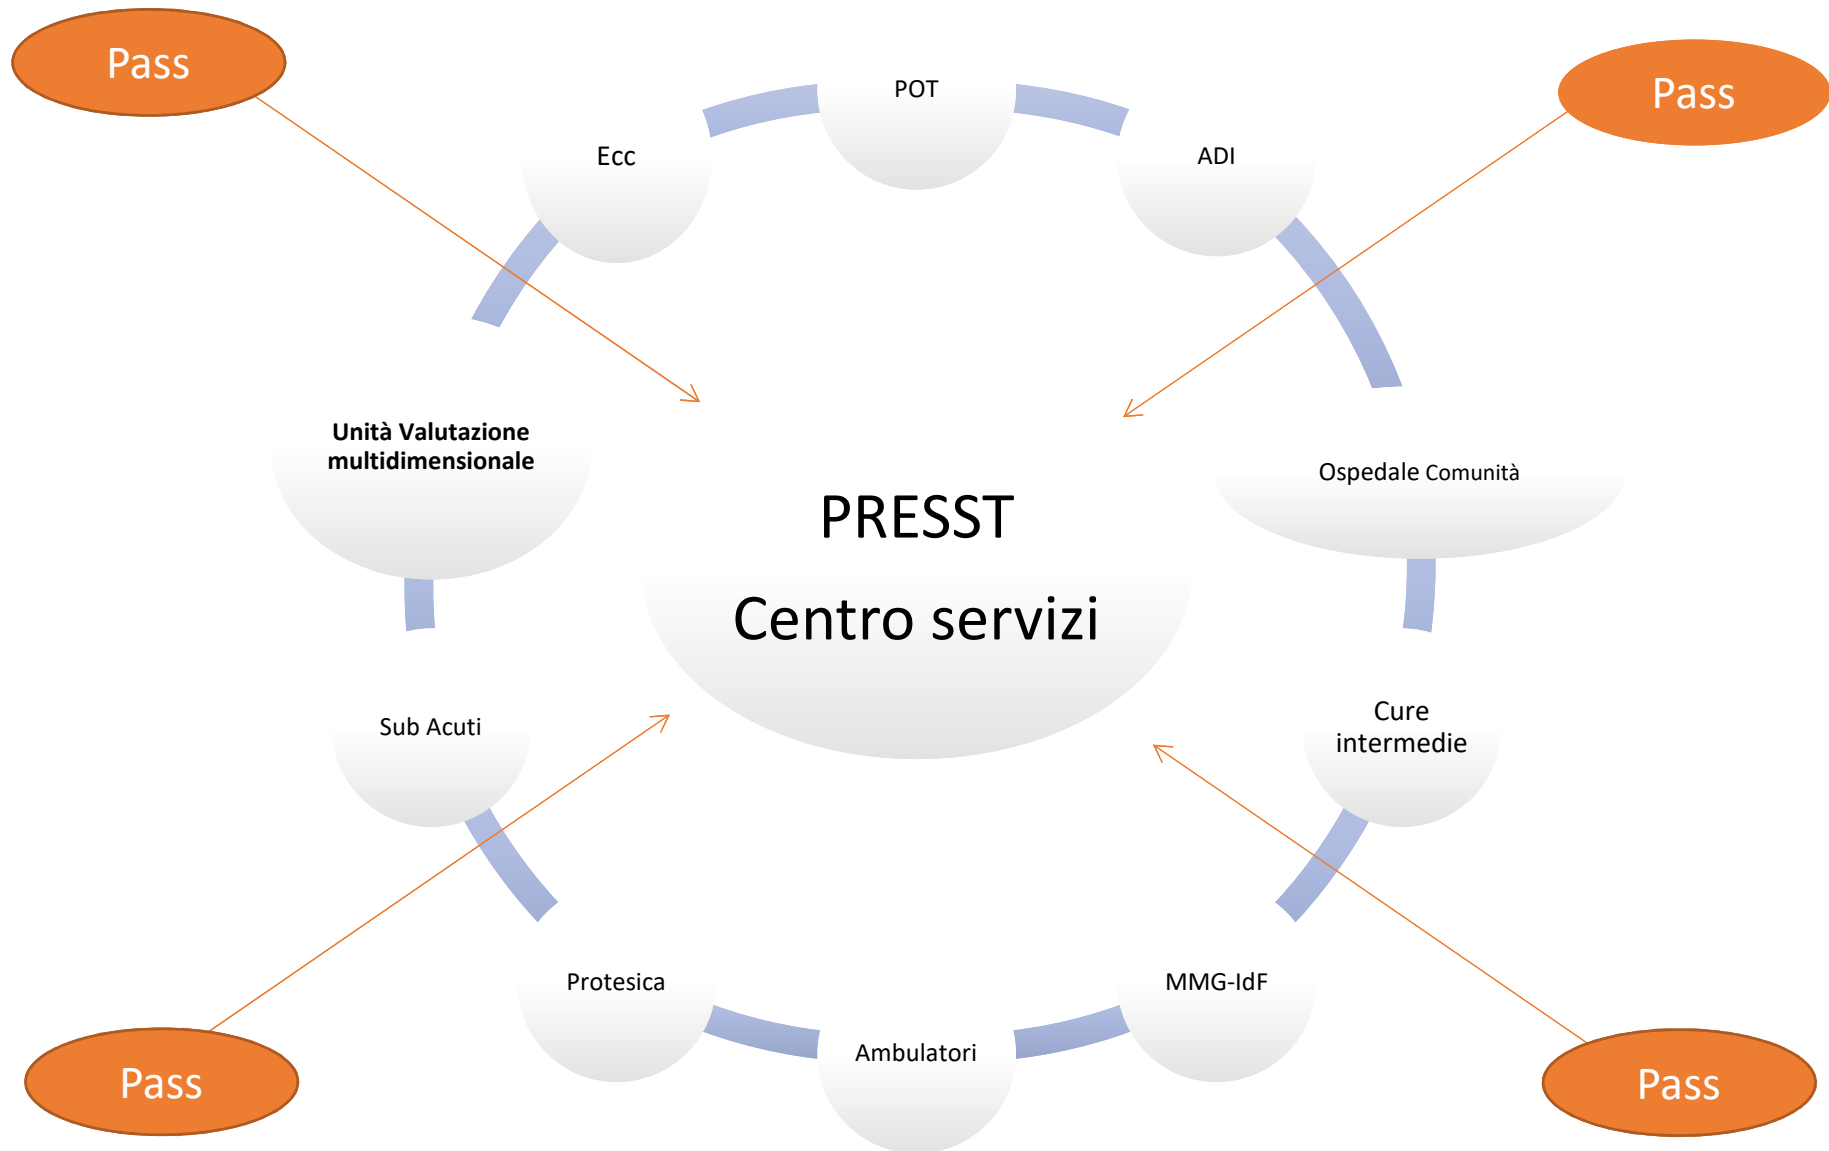 Pass
POT
Pass
Ecc
ADI
Unità Valutazione
multidimensionale
Ospedale Comunità
PRESST
Centro servizi
Sub Acuti
Cure
intermedie
Protesica
MMG-IdF
Ambulatori
Pass
Pass